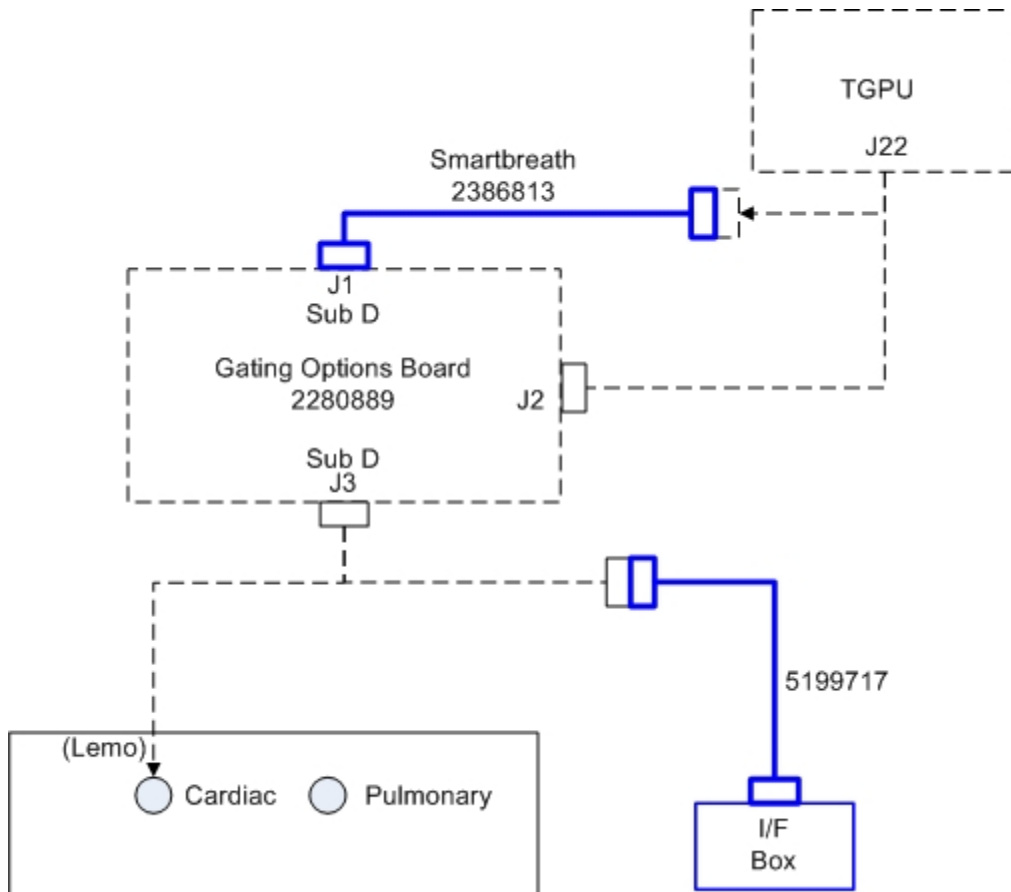 TGPU
J22
Smartbreath
2386813
J1
Sub D
Gating Options Board
2280889
J2
Sub D
J3
5199717
(Lemo)
Cardiac
Pulmonary
I/F
Box